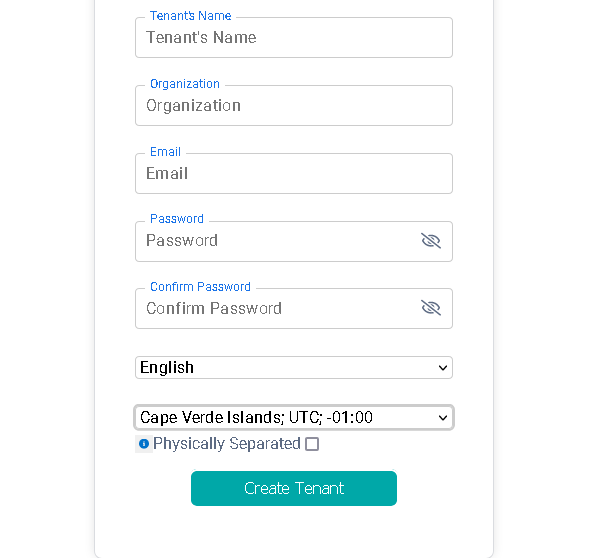 Tenant's Name
Tenant's Name
Organization
Organization
Email
Email
Password
Password
Confirm Password
Confirm Password
English
Cape Verde Islands; UTC; -01:00
Physically Separated
Create Tenant